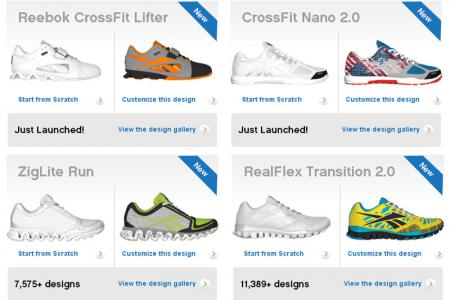 Reebok CrossFit Lifter
New
Start from Scratch
Customize this design
Just Launched!
View the design gallery
CrossFit Nano 2.0
New
Start from Scratch
Customize this design
Just Launched!
View the design gallery
ZigLite Run
New
Start from Scratch
Customize this design
7,575+ designs
View the design gallery
RealFlex Transition 2.0
New
Start from Scratch
Customize this design
11,389+ designs
View the design gallery